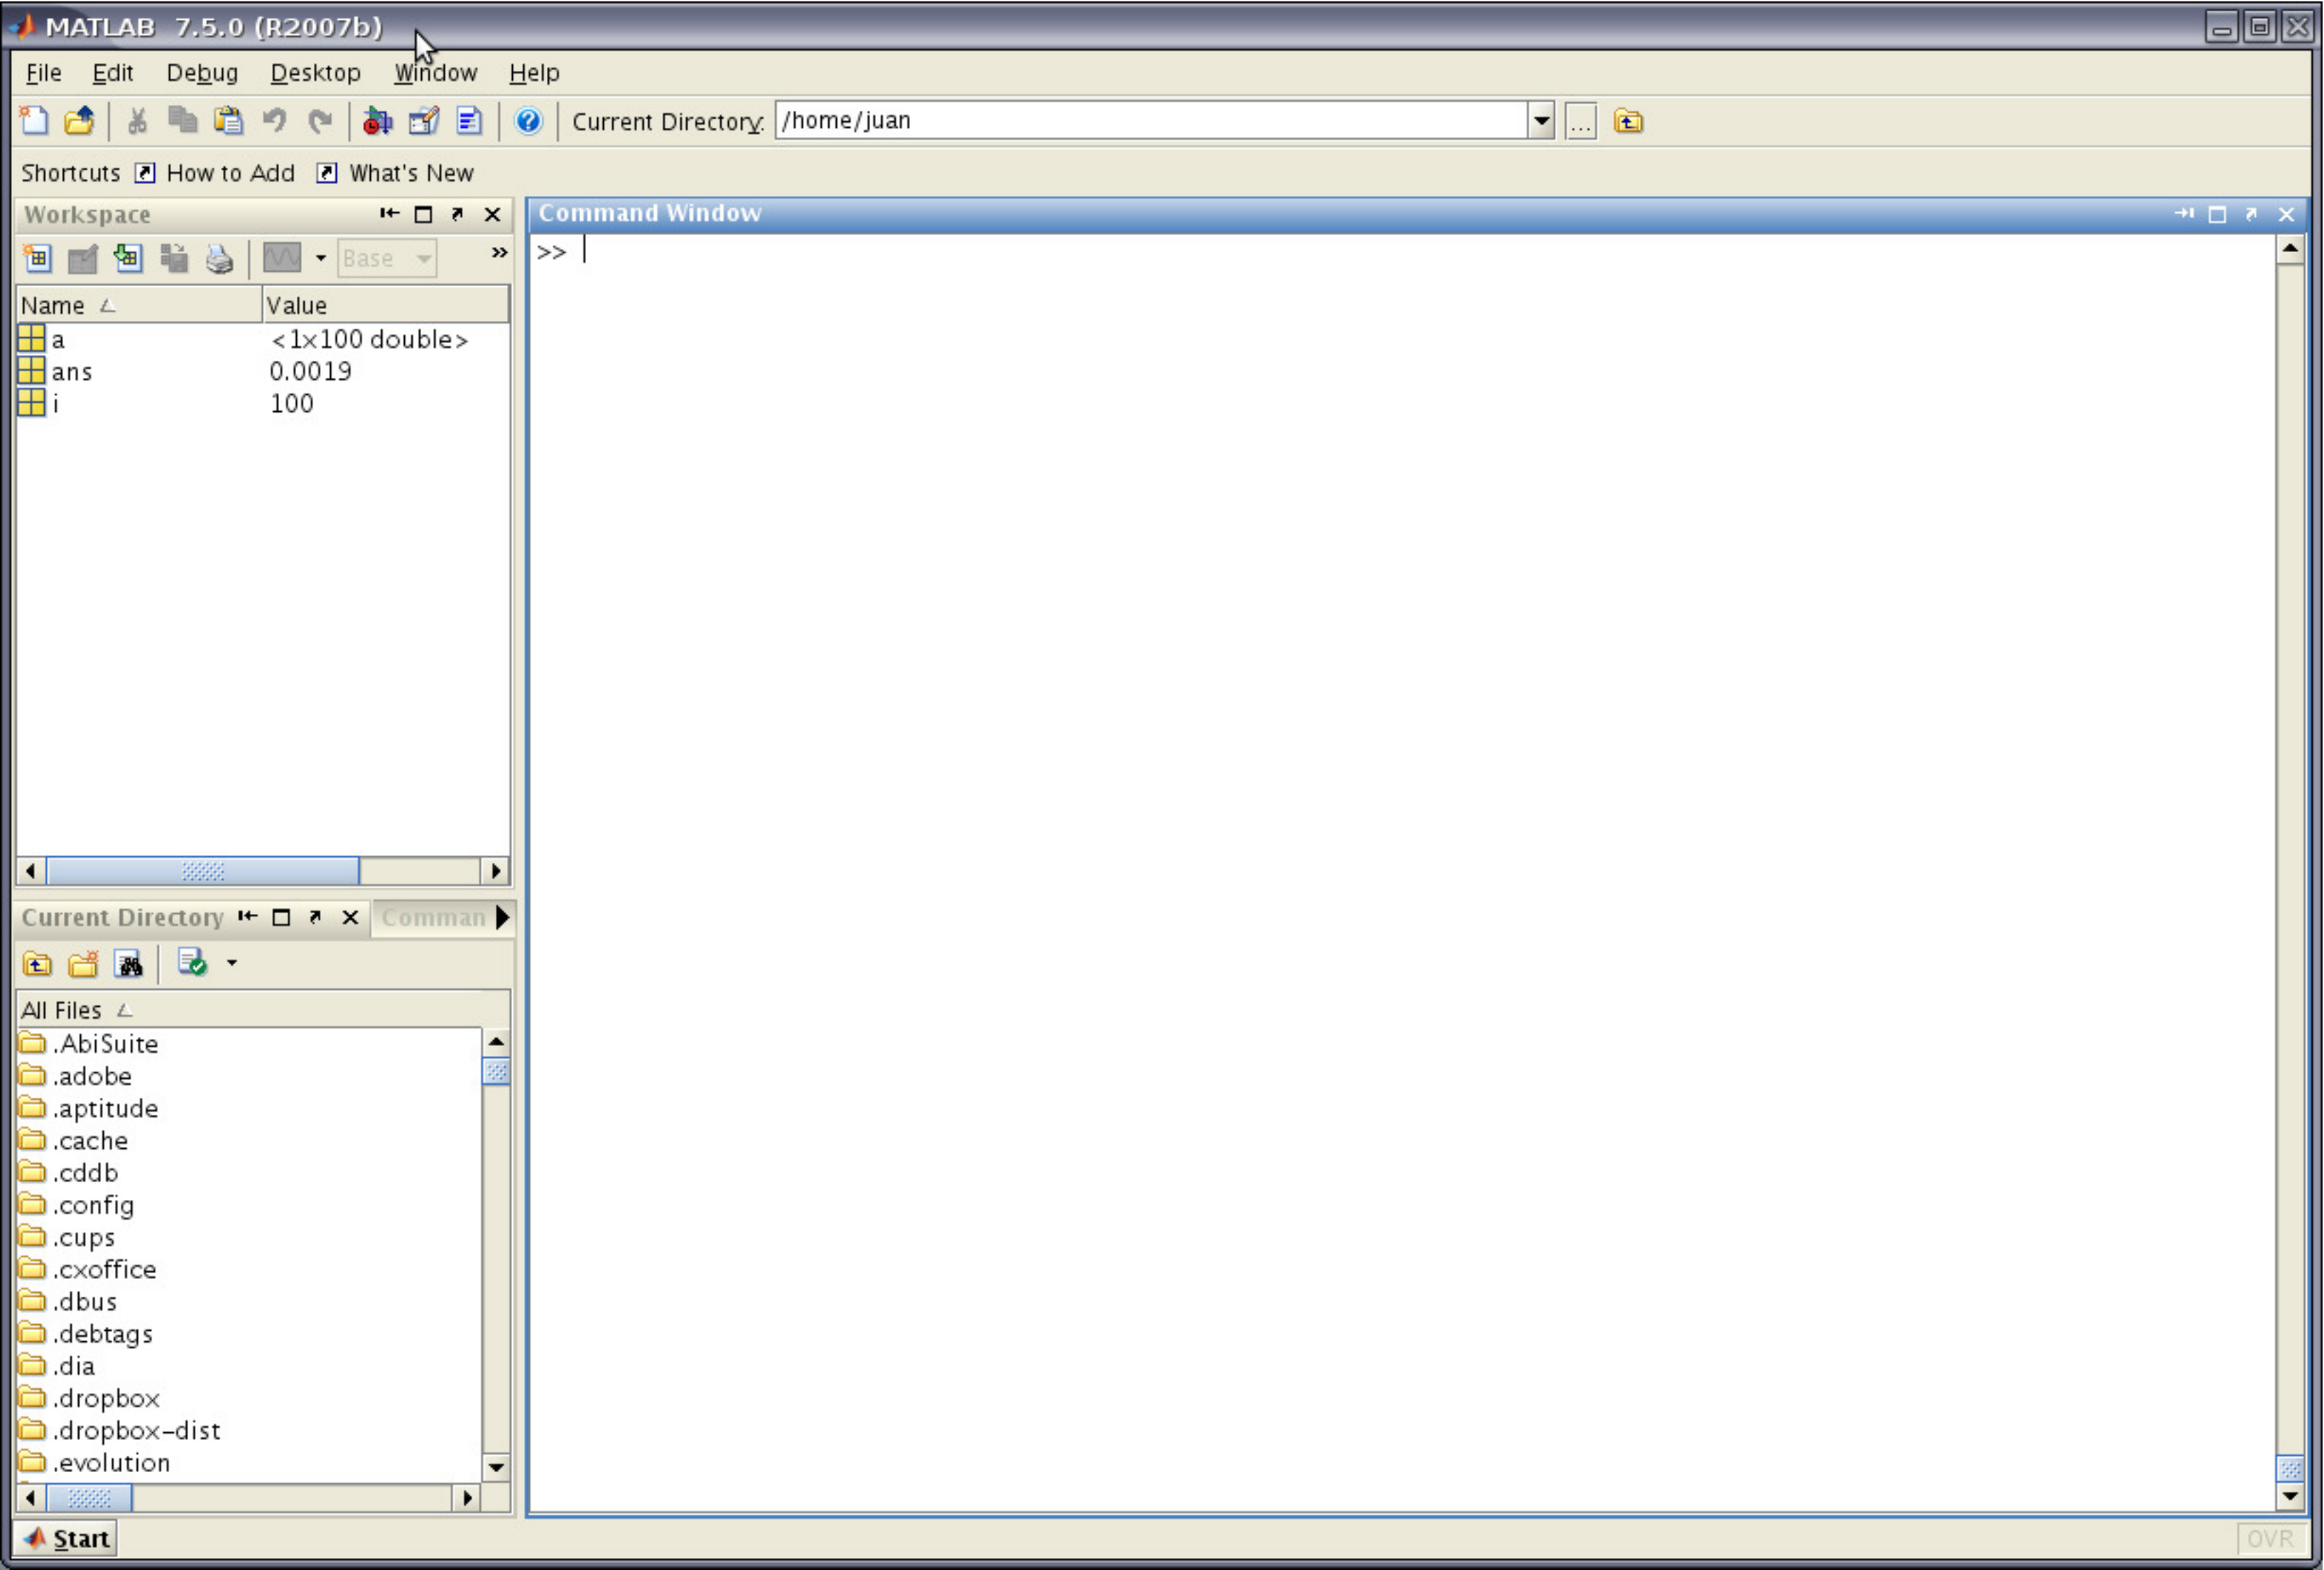 MATLAB 7.5.0 (R2007b)
File Edit Debug Desktop Window Help
Current Directory: /home/juan ...
Shortcuts How to Add What's New
Workspace
Base »
Name Value
a <1x100 double>
ans 0.0019
i 100
Command Window
>>
Current Directory Comman
All Files
.AbiSuite
.adobe
.aptitude
.cache
.cddb
.config
.cups
.cxoffice
.dbus
.debtags
.dia
.dropbox
.dropbox-dist
.evolution
Start
OVR